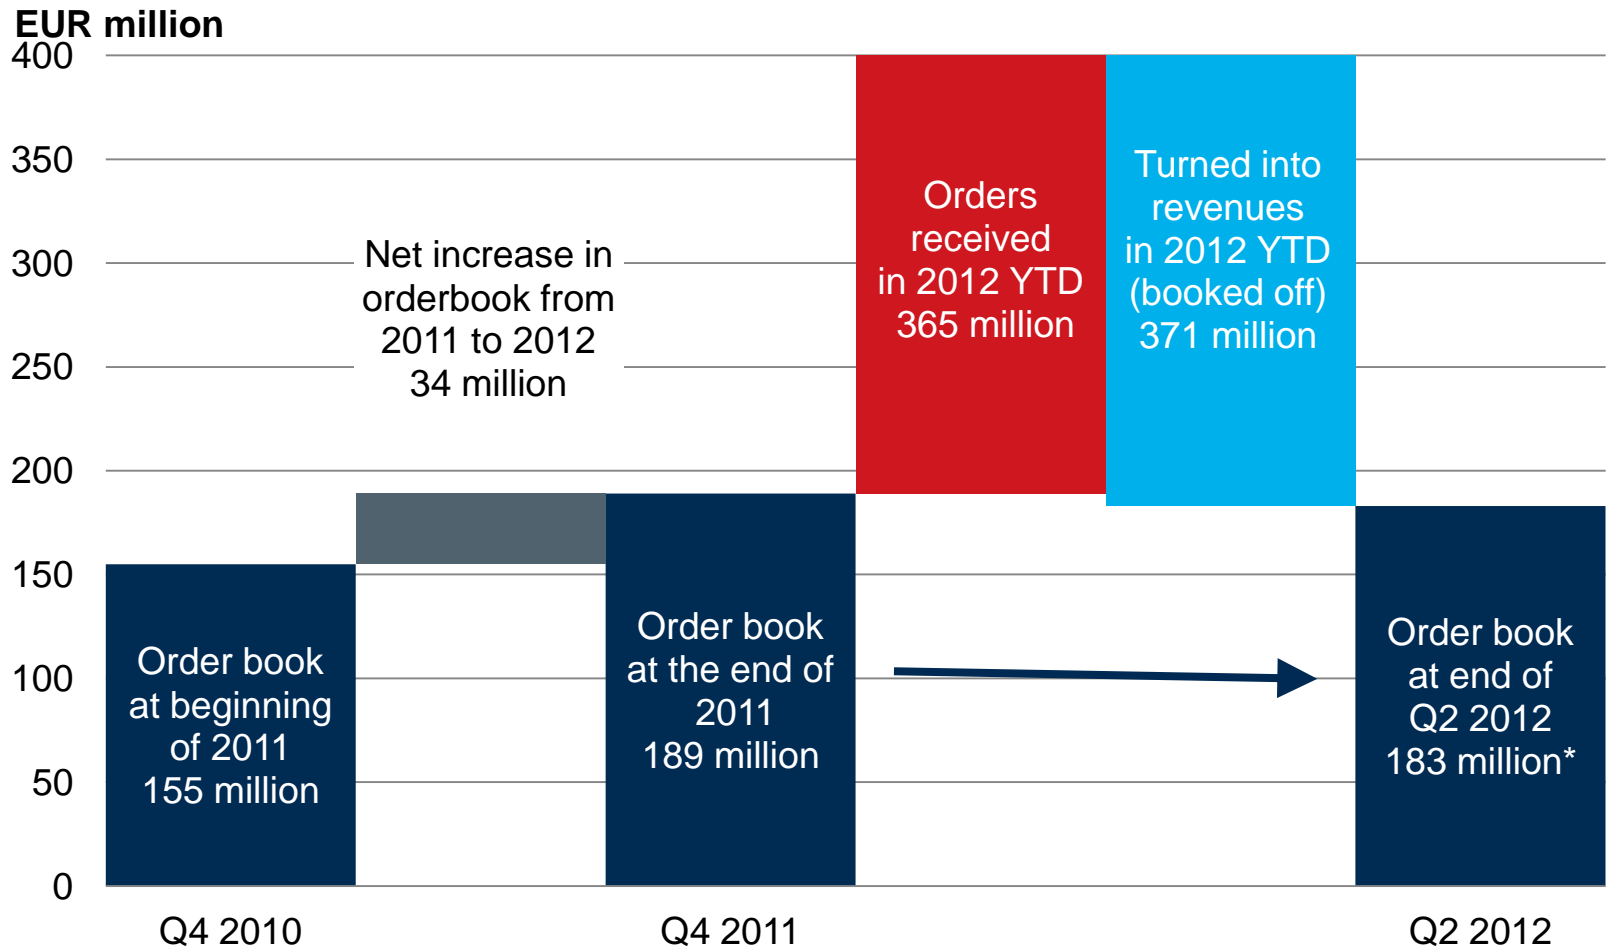 EUR million
400
350
300
250
200
150
100
50
0
Order book
at beginning
of 2011
155 million
Net increase in
orderbook from
2011 to 2012
34 million
Order book
at the end of
2011
189 million
Orders
received
in 2012 YTD
365 million
Turned into
revenues
in 2012 YTD
(booked off)
371 million
Order book
at end of
Q2 2012
183 million*
Q4 2010
Q4 2011
Q2 2012